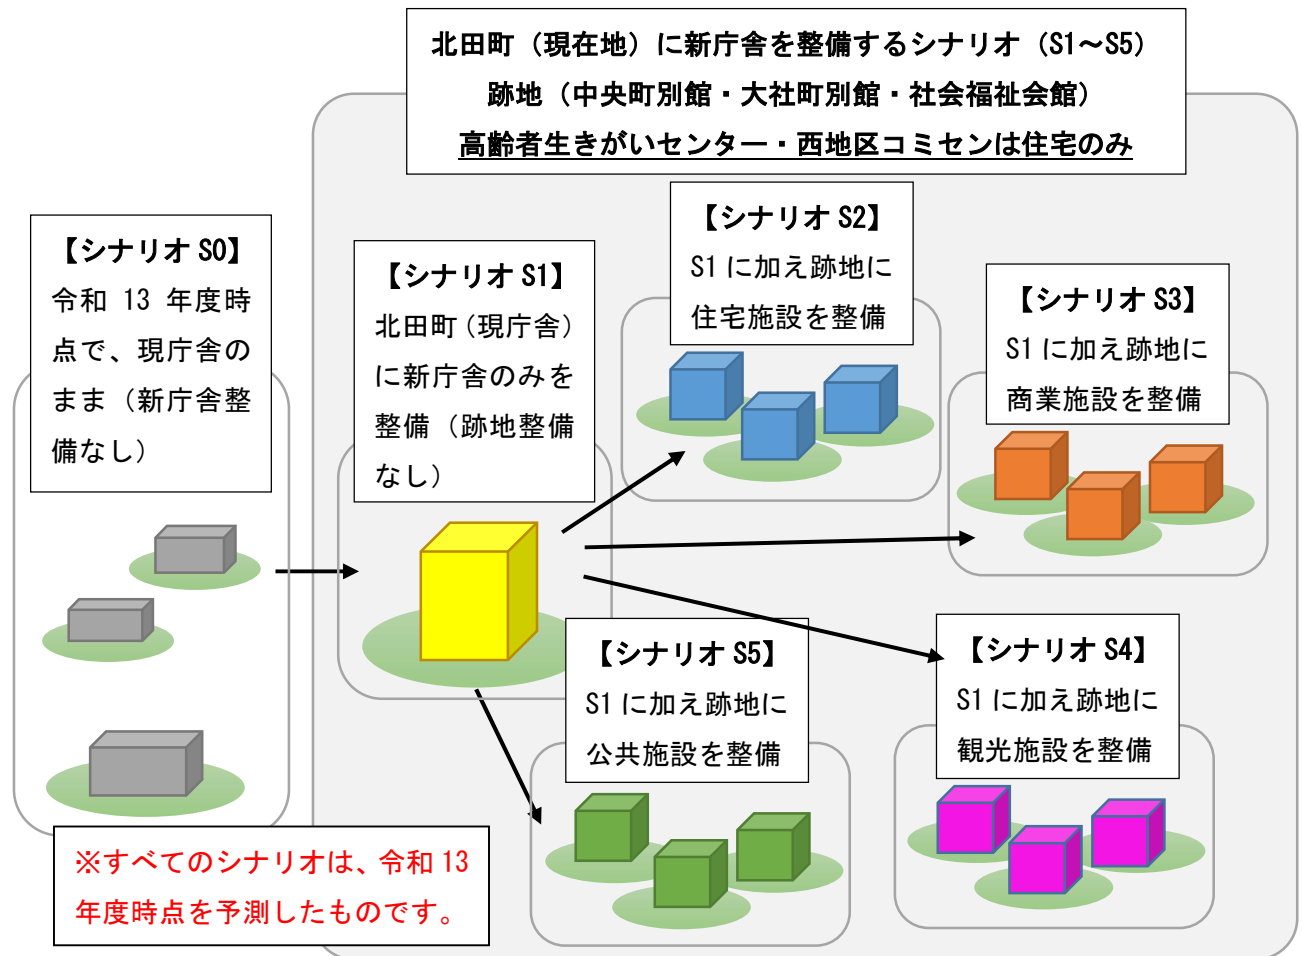 北田町（現在地）に新庁舎を整備するシナリオ（S1～S5）
跡地（中央町別館・大社町別館・社会福祉会館）
高齢者生きがいセンター・西地区コミセンは住宅のみ
【シナリオ S0】
令和 13 年度時
点で、現庁舎の
まま（新庁舎整
備なし）
【シナリオ S1】
北田町（現庁舎）
に新庁舎のみを
整備（跡地整備
なし）
【シナリオ S2】
S1 に加え跡地に
住宅施設を整備
【シナリオ S3】
S1 に加え跡地に
商業施設を整備
【シナリオ S5】
S1 に加え跡地に
公共施設を整備
【シナリオ S4】
S1 に加え跡地に
観光施設を整備
※すべてのシナリオは、令和 13
年度時点を予測したものです。